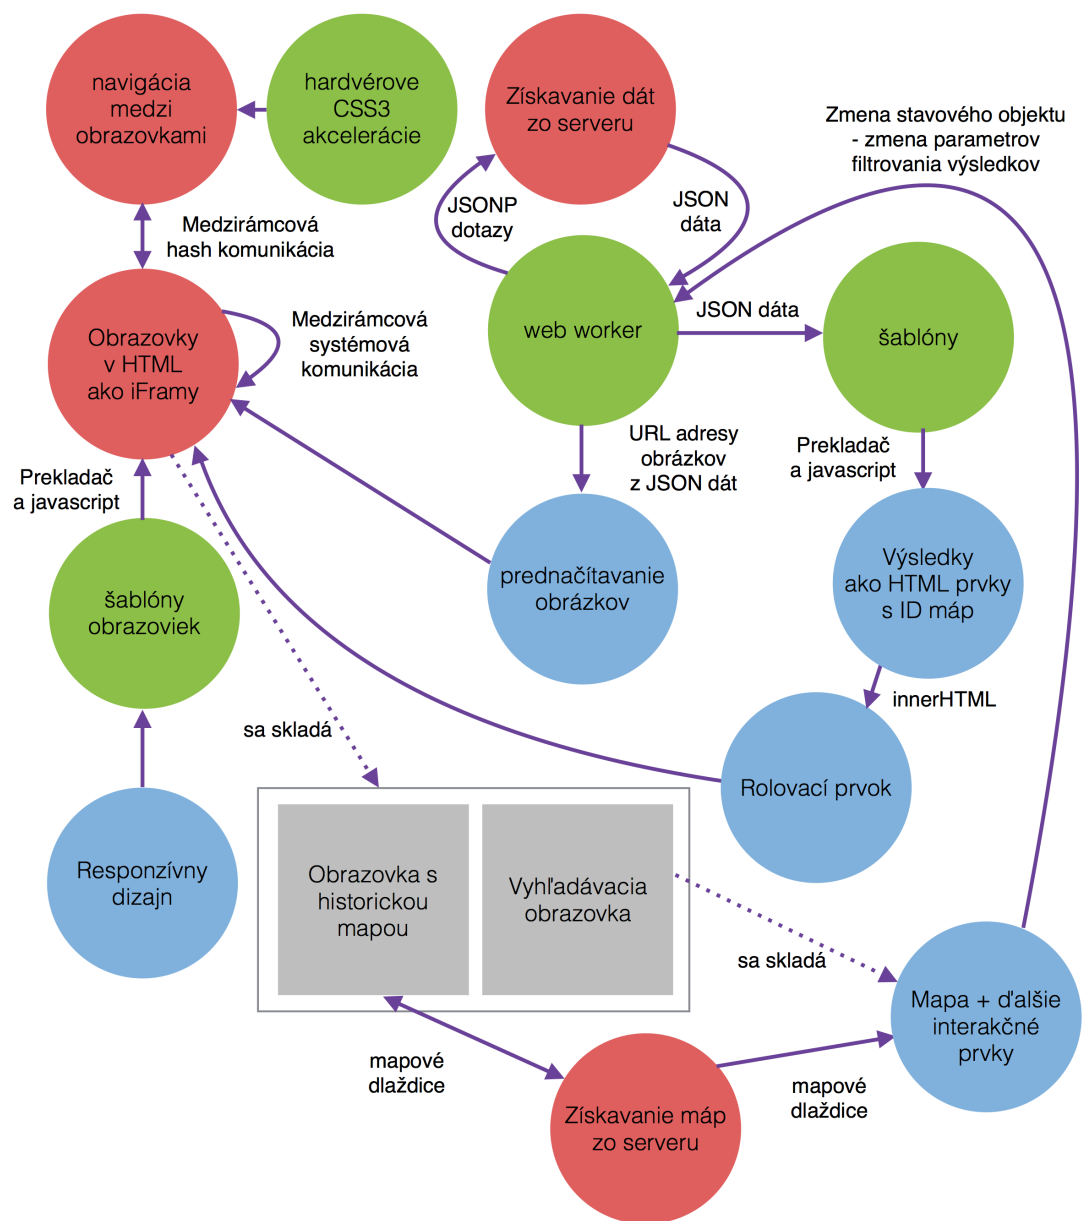 navigácia
medzi
obrazovkami
hardvérove
CSS3
akcelerácie
Získavanie dát
zo serveru
Zmena stavového objektu
- zmena parametrov
filtrovania výsledkov
JSONP
dotazy
JSON
dáta
Medzirámcová
hash komunikácia
Obrazovky
v HTML
ako iFramy
Medzirámcová
systémová
komunikácia
web worker
JSON dáta
šablóny
Prekladač
a javascript
URL adresy
obrázkov
z JSON dát
Prekladač
a javascript
šablóny
obrazoviek
prednačítavanie
obrázkov
Výsledky
ako HTML prvky
s ID máp
innerHTML
sa skladá
Rolovací prvok
Responzívny
dizajn
Obrazovka s
historickou
mapou
Vyhľadávacia
obrazovka
sa skladá
Mapa + ďalšie
interakčné
prvky
mapové
dlaždice
Získavanie máp
zo serveru
mapové
dlaždice